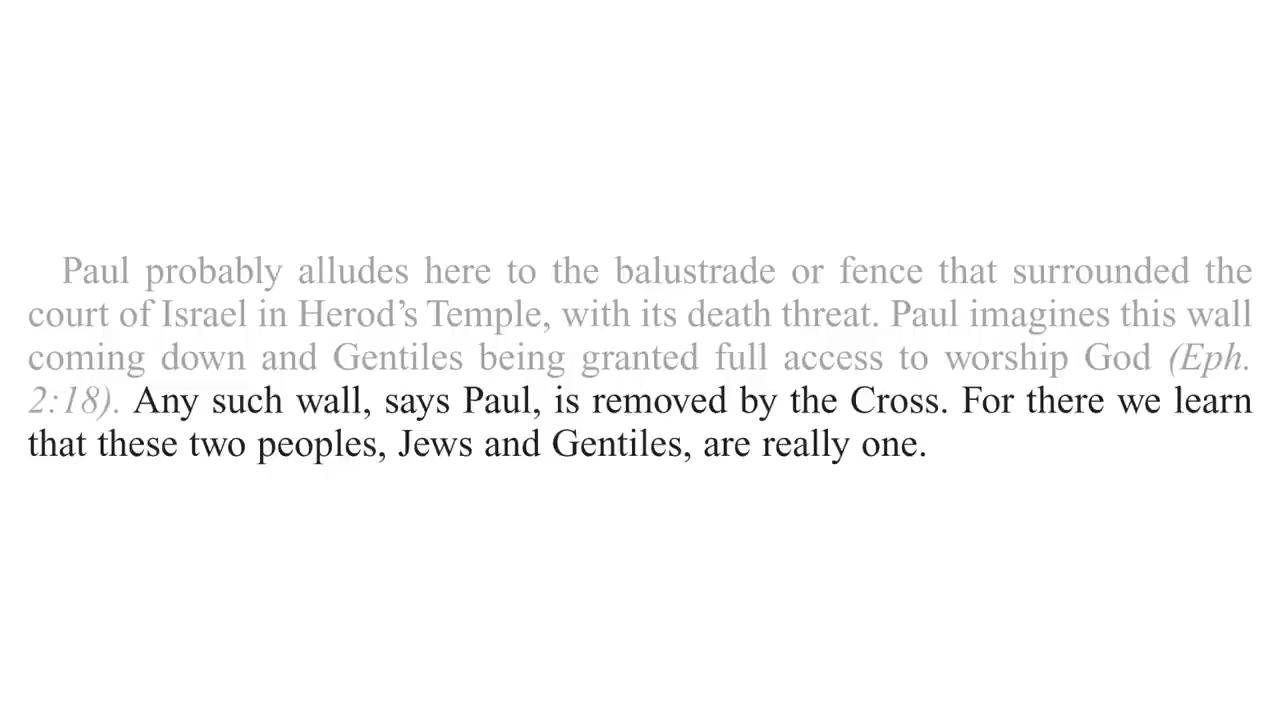 Paul probably alludes here to the balustrade or fence that surrounded the
court of Israel in Herod’s Temple, with its death threat. Paul imagines this wall
coming down and Gentiles being granted full access to worship God (Eph.
2:18). Any such wall, says Paul, is removed by the Cross. For there we learn
that these two peoples, Jews and Gentiles, are really one.